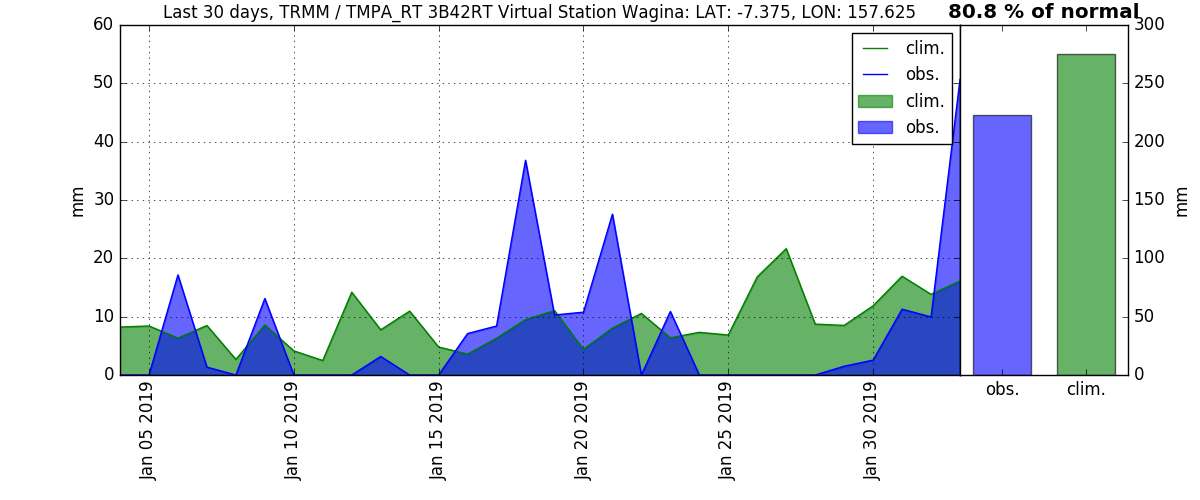 Last 30 days, TRMM / TMPA_RT 3B42RT Virtual Station Wagina: LAT: -7.375, LON: 157.625
80.8 % of normal
60
50
40
30
20
10
0
mm
clim.
obs.
clim.
obs.
300
250
200
150
100
50
0
mm
Jan 05 2019
Jan 10 2019
Jan 15 2019
Jan 20 2019
Jan 25 2019
Jan 30 2019
obs.
clim.